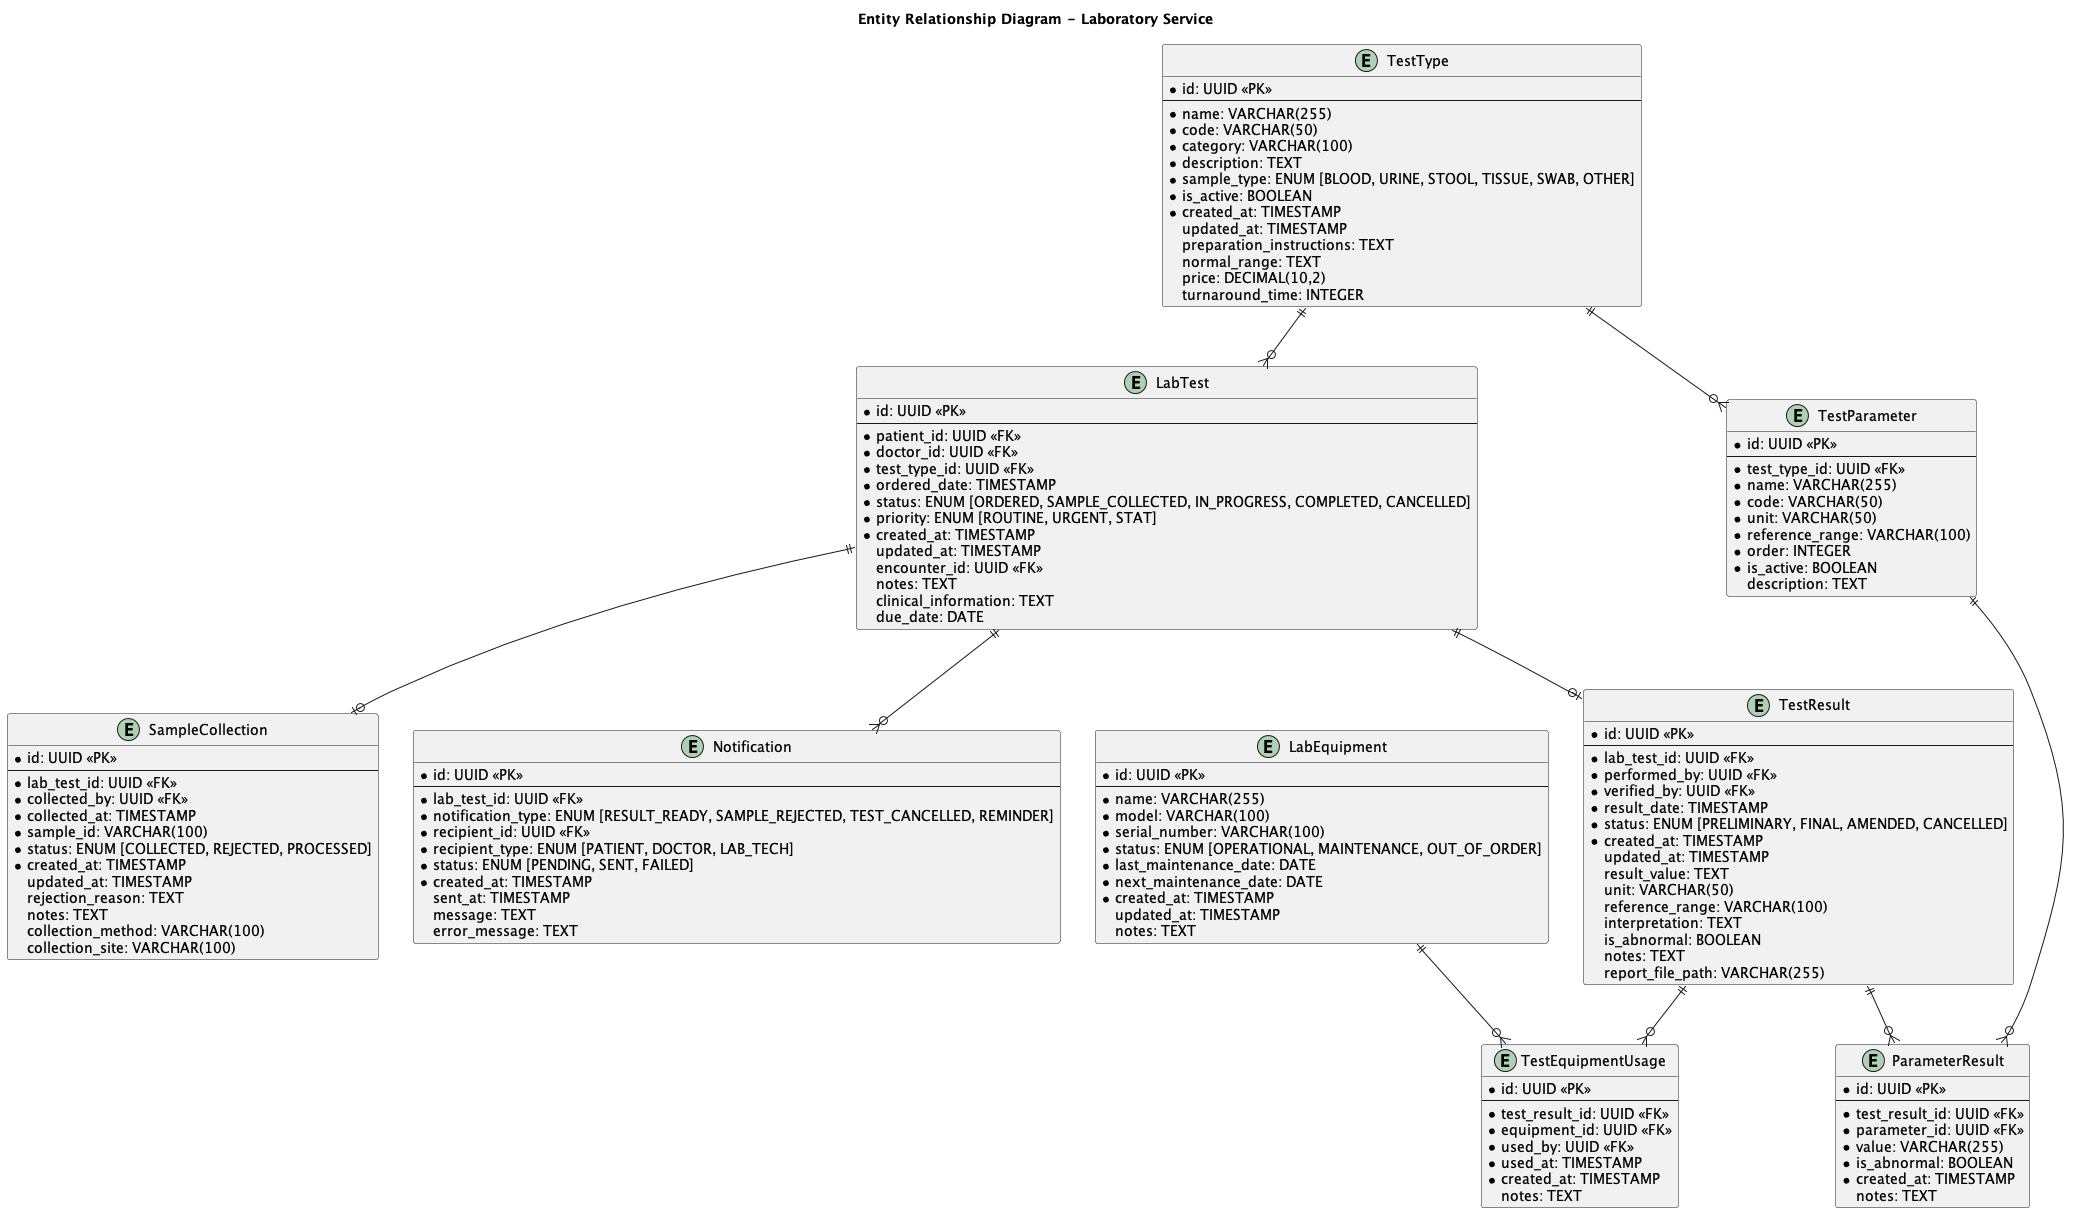 Entity Relationship Diagram - Laboratory Service
E TestType
id: UUID «PK»
name: VARCHAR(255)
code: VARCHAR(50)
category: VARCHAR(100)
description: TEXT
sample_type: ENUM [BLOOD, URINE, STOOL, TISSUE, SWAB, OTHER]
is_active: BOOLEAN
created_at: TIMESTAMP
updated_at: TIMESTAMP
preparation_instructions: TEXT
normal_range: TEXT
price: DECIMAL(10,2)
turnaround_time: INTEGER
E LabTest
id: UUID «PK»
patient_id: UUID «FK»
doctor_id: UUID «FK»
test_type_id: UUID «FK»
ordered_date: TIMESTAMP
status: ENUM [ORDERED, SAMPLE_COLLECTED, IN_PROGRESS, COMPLETED, CANCELLED]
priority: ENUM [ROUTINE, URGENT, STAT]
created_at: TIMESTAMP
updated_at: TIMESTAMP
encounter_id: UUID «FK»
notes: TEXT
clinical_information: TEXT
due_date: DATE
E TestParameter
id: UUID «PK»
test_type_id: UUID «FK»
name: VARCHAR(255)
code: VARCHAR(50)
unit: VARCHAR(50)
reference_range: VARCHAR(100)
order: INTEGER
is_active: BOOLEAN
description: TEXT
E SampleCollection
id: UUID «PK»
lab_test_id: UUID «FK»
collected_by: UUID «FK»
collected_at: TIMESTAMP
sample_id: VARCHAR(100)
status: ENUM [COLLECTED, REJECTED, PROCESSED]
created_at: TIMESTAMP
updated_at: TIMESTAMP
rejection_reason: TEXT
notes: TEXT
collection_method: VARCHAR(100)
collection_site: VARCHAR(100)
E Notification
id: UUID «PK»
lab_test_id: UUID «FK»
notification_type: ENUM [RESULT_READY, SAMPLE_REJECTED, TEST_CANCELLED, REMINDER]
recipient_id: UUID «FK»
recipient_type: ENUM [PATIENT, DOCTOR, LAB_TECH]
status: ENUM [PENDING, SENT, FAILED]
created_at: TIMESTAMP
sent_at: TIMESTAMP
message: TEXT
error_message: TEXT
E LabEquipment
id: UUID «PK»
name: VARCHAR(255)
model: VARCHAR(100)
serial_number: VARCHAR(100)
status: ENUM [OPERATIONAL, MAINTENANCE, OUT_OF_ORDER]
last_maintenance_date: DATE
next_maintenance_date: DATE
created_at: TIMESTAMP
updated_at: TIMESTAMP
notes: TEXT
E TestResult
id: UUID «PK»
lab_test_id: UUID «FK»
performed_by: UUID «FK»
verified_by: UUID «FK»
result_date: TIMESTAMP
status: ENUM [PRELIMINARY, FINAL, AMENDED, CANCELLED]
created_at: TIMESTAMP
updated_at: TIMESTAMP
result_value: TEXT
unit: VARCHAR(50)
reference_range: VARCHAR(100)
interpretation: TEXT
is_abnormal: BOOLEAN
notes: TEXT
report_file_path: VARCHAR(255)
E TestEquipmentUsage
id: UUID «PK»
test_result_id: UUID «FK»
equipment_id: UUID «FK»
used_by: UUID «FK»
used_at: TIMESTAMP
created_at: TIMESTAMP
notes: TEXT
E ParameterResult
id: UUID «PK»
test_result_id: UUID «FK»
parameter_id: UUID «FK»
value: VARCHAR(255)
is_abnormal: BOOLEAN
created_at: TIMESTAMP
notes: TEXT